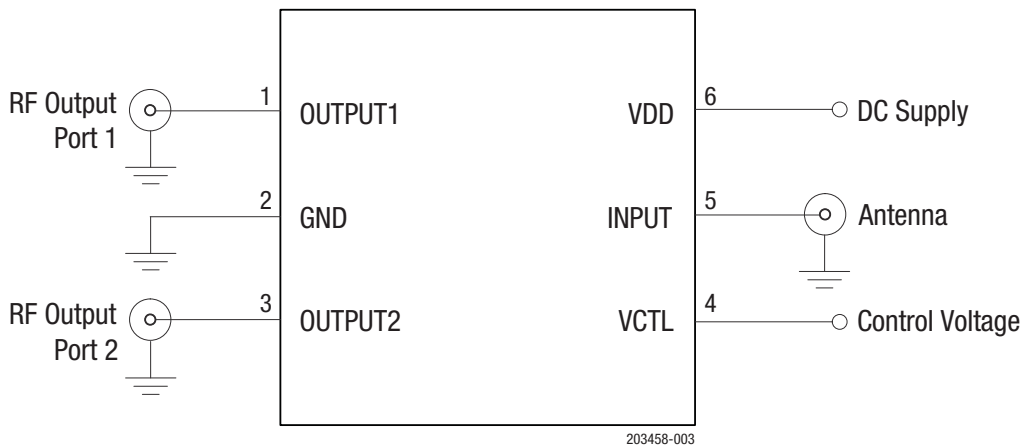 RF Output
Port 1
1
OUTPUT1
VDD
6
DC Supply
2
GND
INPUT
5
Antenna
RF Output
Port 2
3
OUTPUT2
VCTL
4
Control Voltage
203458-003